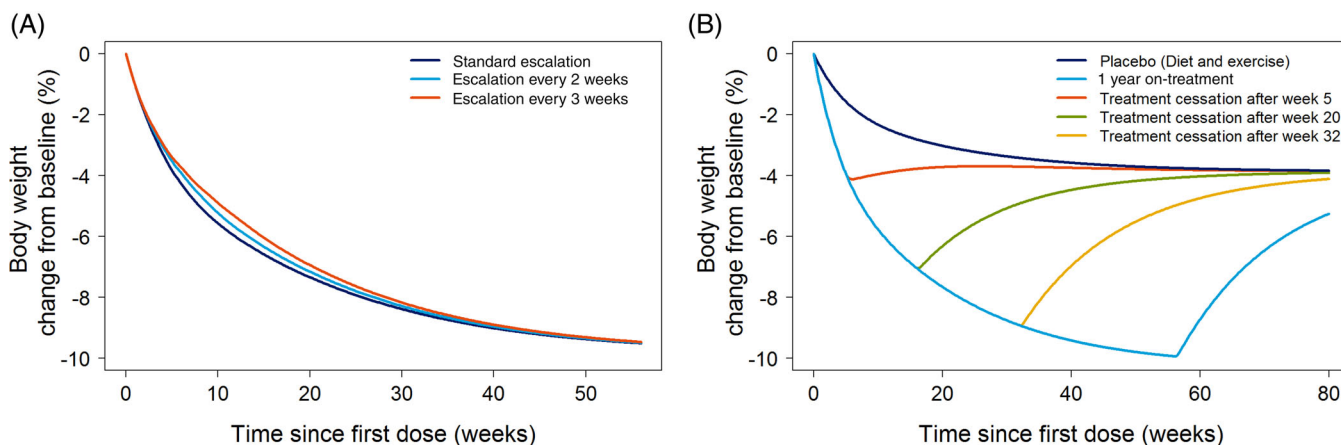 (A)
0
-2
-4
-6
-8
-10
Body weight
change from baseline (%)
Standard escalation
Escalation every 2 weeks
Escalation every 3 weeks
0 10 20 30 40 50
Time since first dose (weeks)
(B)
0
-2
-4
-6
-8
-10
Body weight
change from baseline (%)
Placebo (Diet and exercise)
1 year on-treatment
Treatment cessation after week 5
Treatment cessation after week 20
Treatment cessation after week 32
0 20 40 60 80
Time since first dose (weeks)